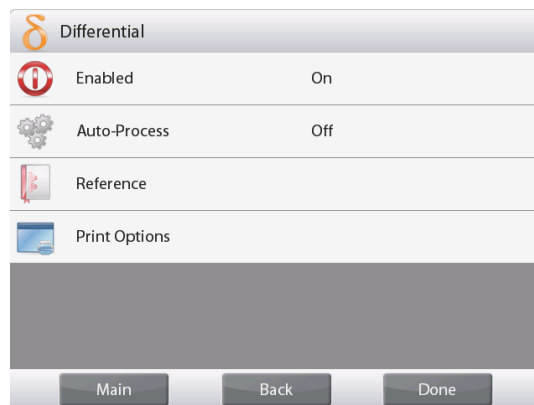 δ Differential
Enabled On
Auto-Process Off
Reference
Print Options
Main Back Done